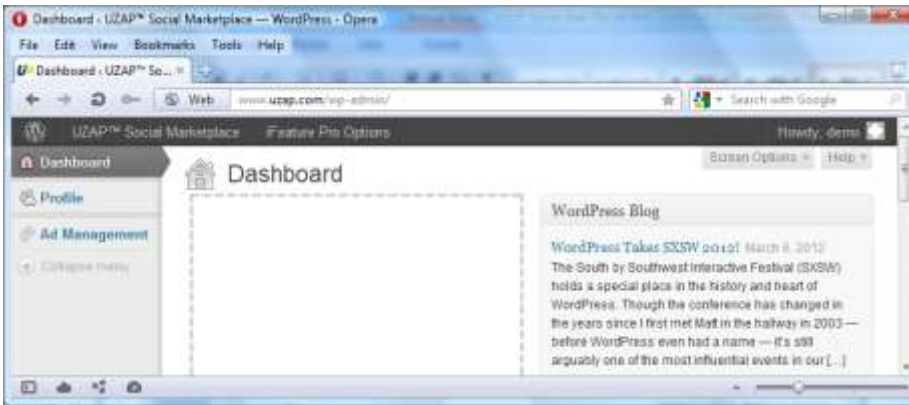 Dashboard ‹ UZAP™ Social Marketplace — WordPress - Opera
File Edit View Bookmarks Tools Help
Dashboard ‹ UZAP™ So...
Web www.uzap.com/wp-admin/ Search with Google
UZAP™ Social Marketplace iFeature Pro Options Howdy, demo
Screen Options Help
Dashboard
Profile
Ad Management
Collapse menu
Dashboard
WordPress Blog
WordPress Takes SXSW 2012! March 8, 2012
The South by Southwest Interactive Festival (SXSW)
holds a special place in the history and heart of
WordPress. Though the conference has changed in
the years since I first met Matt in the hallway in 2003 —
before WordPress even had a name — it's still
arguably one of the most influential events in our [...]